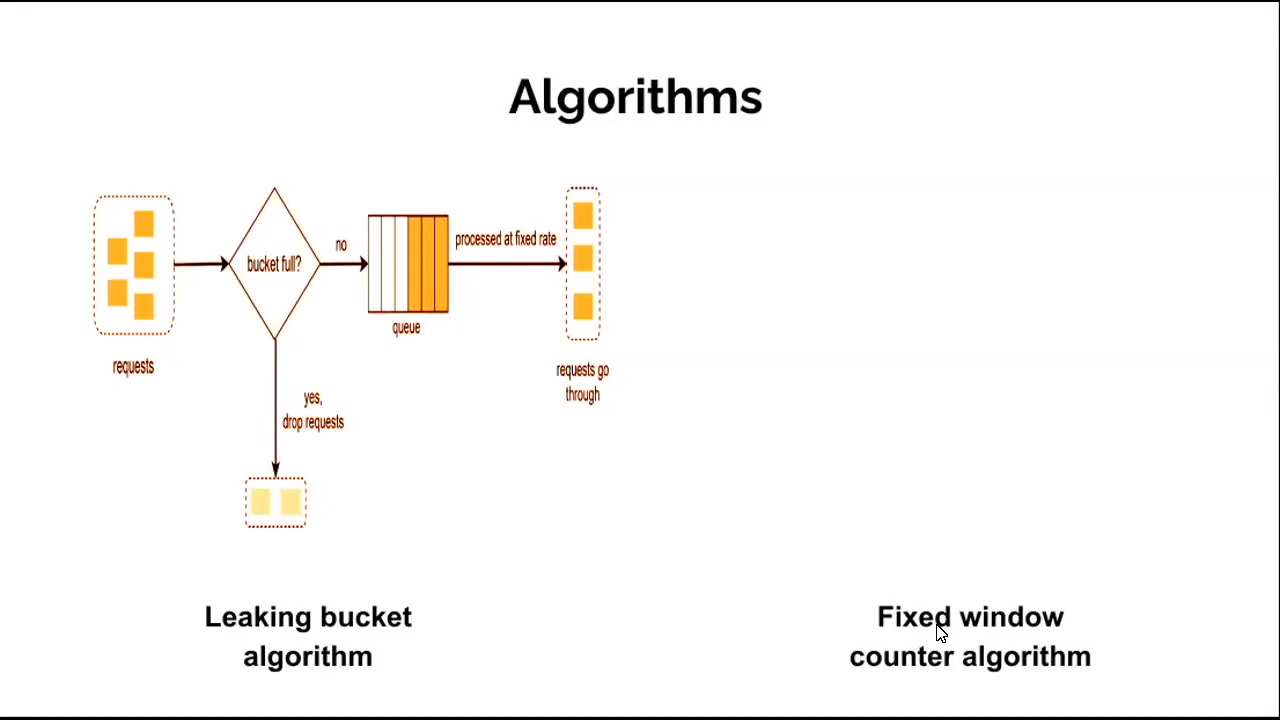 Algorithms
bucket full?
no
processed at fixed rate
queue
requests
requests go
through
yes,
drop requests
Leaking bucket
algorithm
Fixed window
counter algorithm